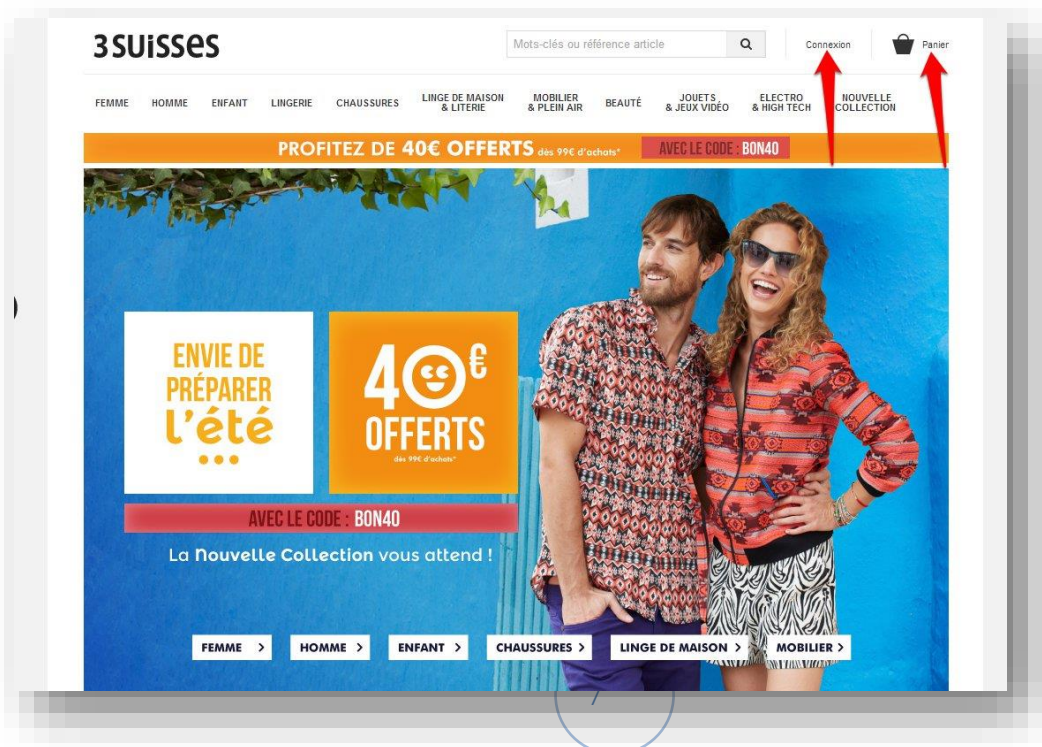 3SUISSES
Mots-clés ou référence article
Connexion
Panier
FEMME
HOMME
ENFANT
LINGERIE
CHAUSSURES
LINGE DE MAISON
& LITERIE
MOBILIER
& PLEIN AIR
BEAUTÉ
JOUETS
& JEUX VIDÉO
ELECTRO
& HIGH TECH
NOUVELLE
COLLECTION
PROFITEZ DE 40€ OFFERTS dès 99€ d'achats* AVEC LE CODE : BON40
ENVIE DE
PRÉPARER
l'été
...
40€
OFFERTS
dès 99€ d'achats*
AVEC LE CODE : BON40
La Nouvelle Collection vous attend !
FEMME >
HOMME >
ENFANT >
CHAUSSURES >
LINGE DE MAISON >
MOBILIER >